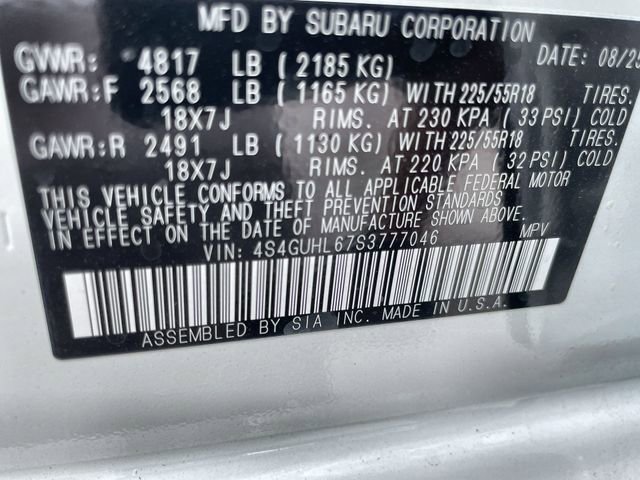 MFD BY SUBARU CORPORATION DATE: 08/25
GVWR: 4817 LB ( 2185 KG)
GAWR:F 2568 LB ( 1165 KG) WITH 225/55R18 TIRES.
18X7J RIMS. AT 230 KPA ( 33 PSI) COLD
GAWR:R 2491 LB ( 1130 KG) WITH 225/55R18 TIRES.
18X7J RIMS. AT 220 KPA 32 PSI) COLD
THIS VEHICLE CONFORMS TO ALL APPLICABLE FEDERAL MOTOR
VEHICLE SAFETY AND THEFT PREVENTION STANDARDS
IN EFFECT ON THE DATE OF MANUFACTURE SHOWN ABOVE.
VIN: 4S4GUHL67S3777046 MPV
ASSEMBLED BY SIA INC. MADE IN U.S.A.